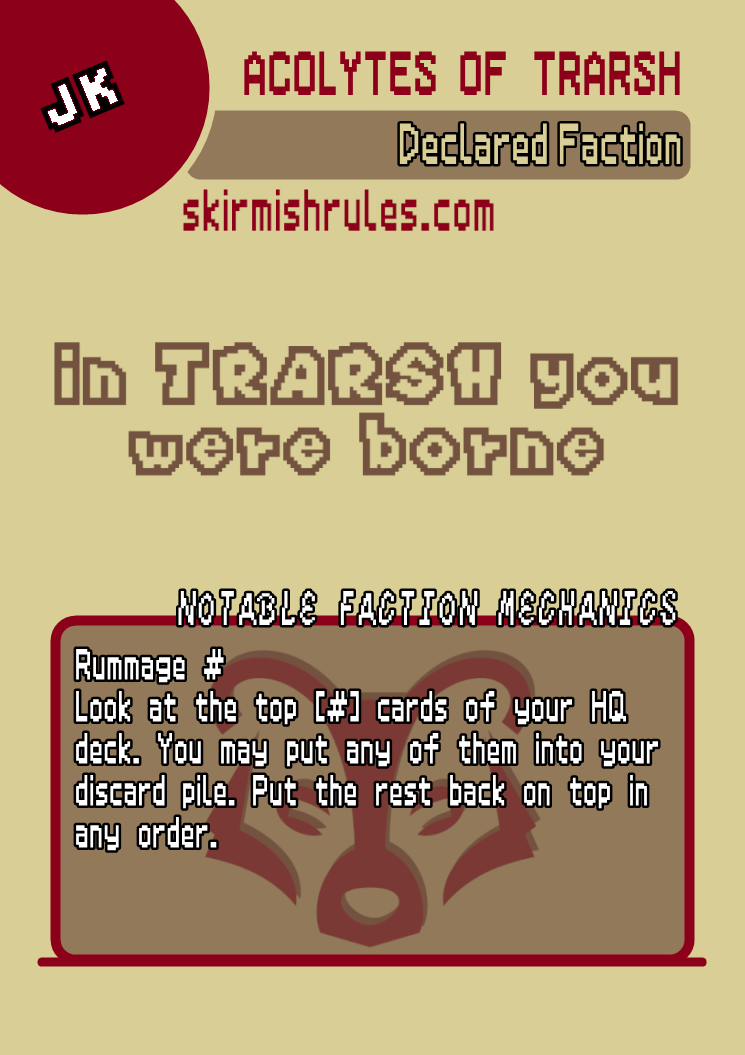 JK
ACOLYTES OF TRARSH
Declared Faction
skirmishrules.com
in TRARSH you
were borne
NOTABLE FACTION MECHANICS
Rummage #
Look at the top [#] cards of your HQ
deck. You may put any of them into your
discard pile. Put the rest back on top in
any order.